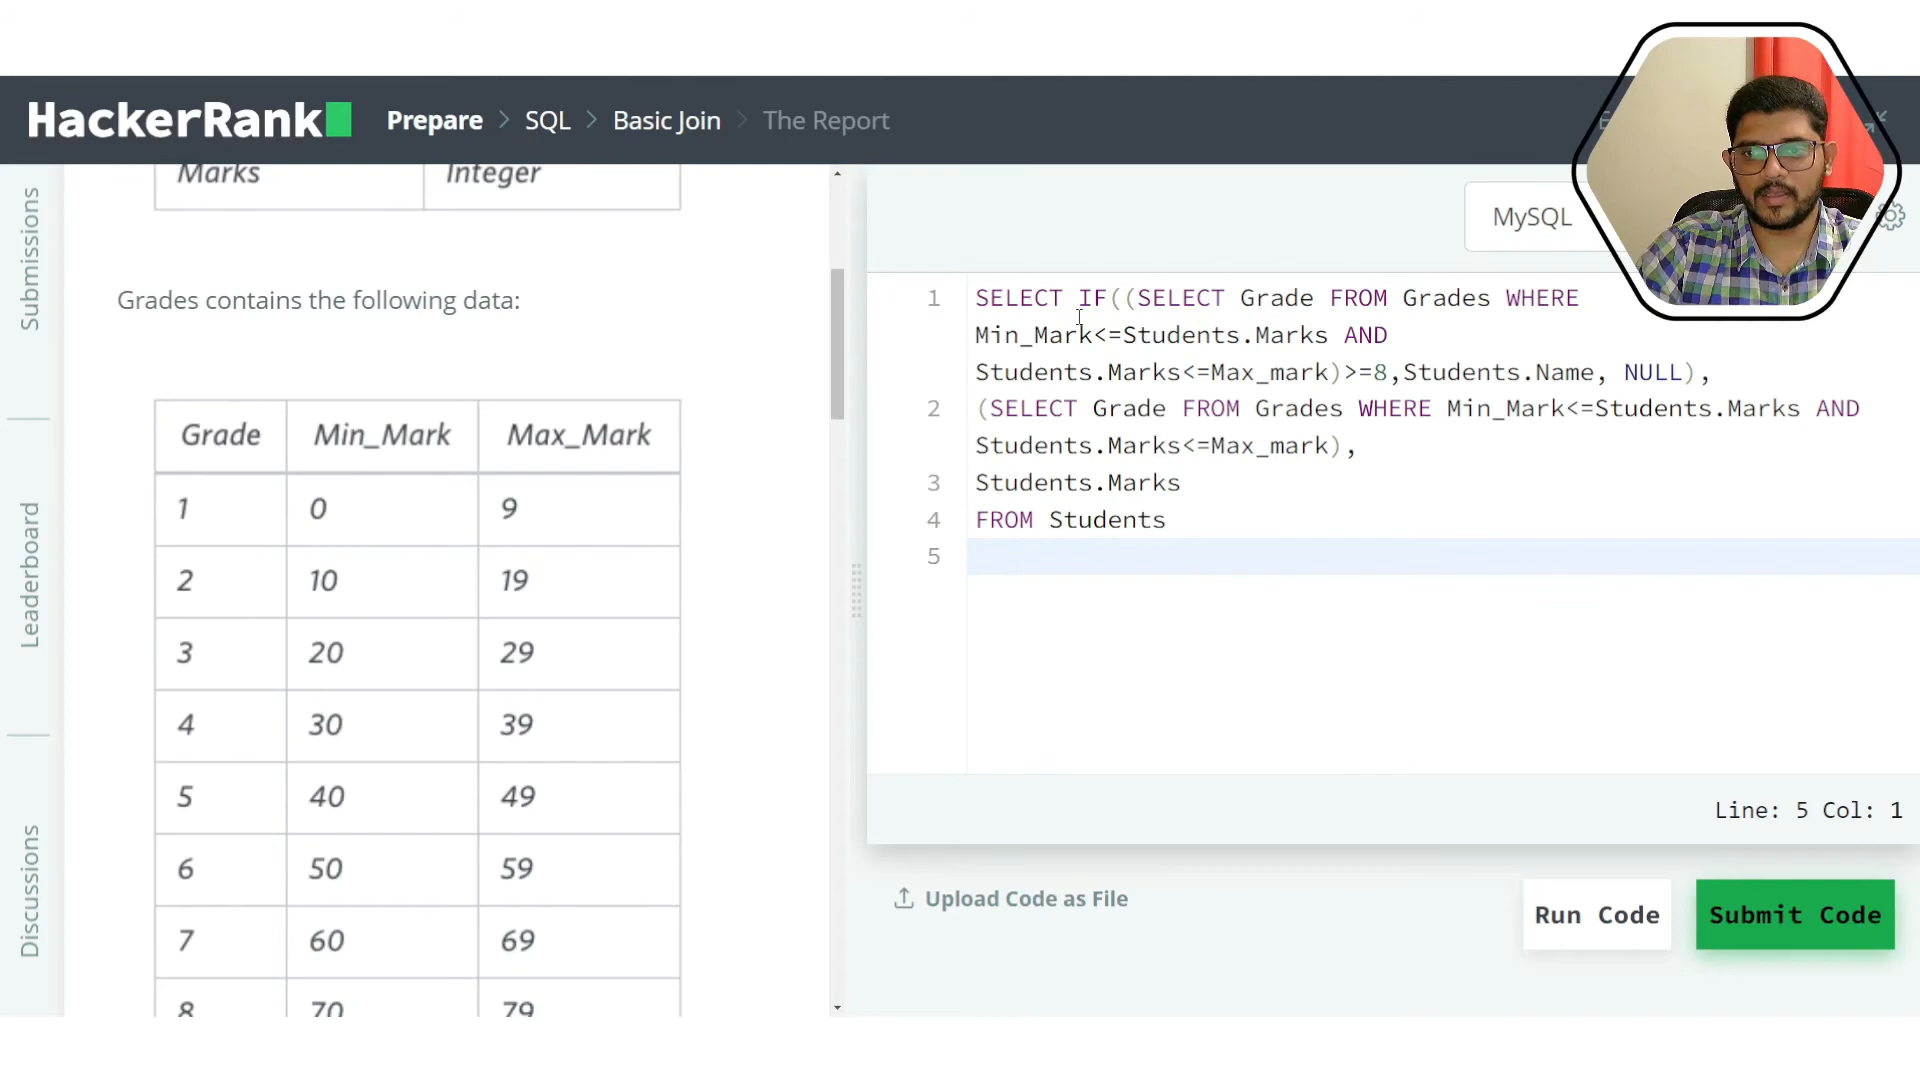 HackerRank
Prepare > SQL > Basic Join > The Report
Submissions
Leaderboard
Discussions
Marks Integer
Grades contains the following data:
Grade Min_Mark Max_Mark
1 0 9
2 10 19
3 20 29
4 30 39
5 40 49
6 50 59
7 60 69
8 70 79
MySQL
1 SELECT IF((SELECT Grade FROM Grades WHERE
Min_Mark<=Students.Marks AND
Students.Marks<=Max_mark)>=8,Students.Name, NULL),
2 (SELECT Grade FROM Grades WHERE Min_Mark<=Students.Marks AND
Students.Marks<=Max_mark),
3 Students.Marks
4 FROM Students
5
Line: 5 Col: 1
Upload Code as File
Run Code
Submit Code